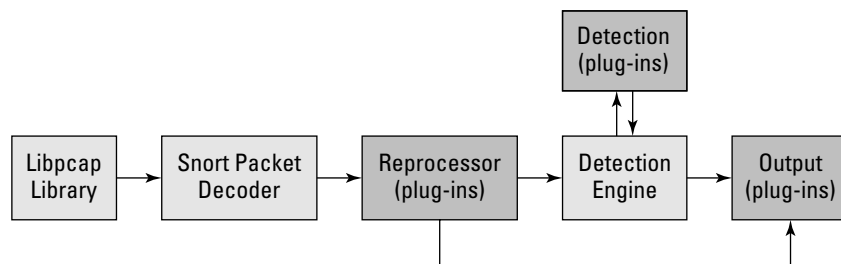 Detection
(plug-ins)
Libpcap
Library
Snort Packet
Decoder
Reprocessor
(plug-ins)
Detection
Engine
Output
(plug-ins)